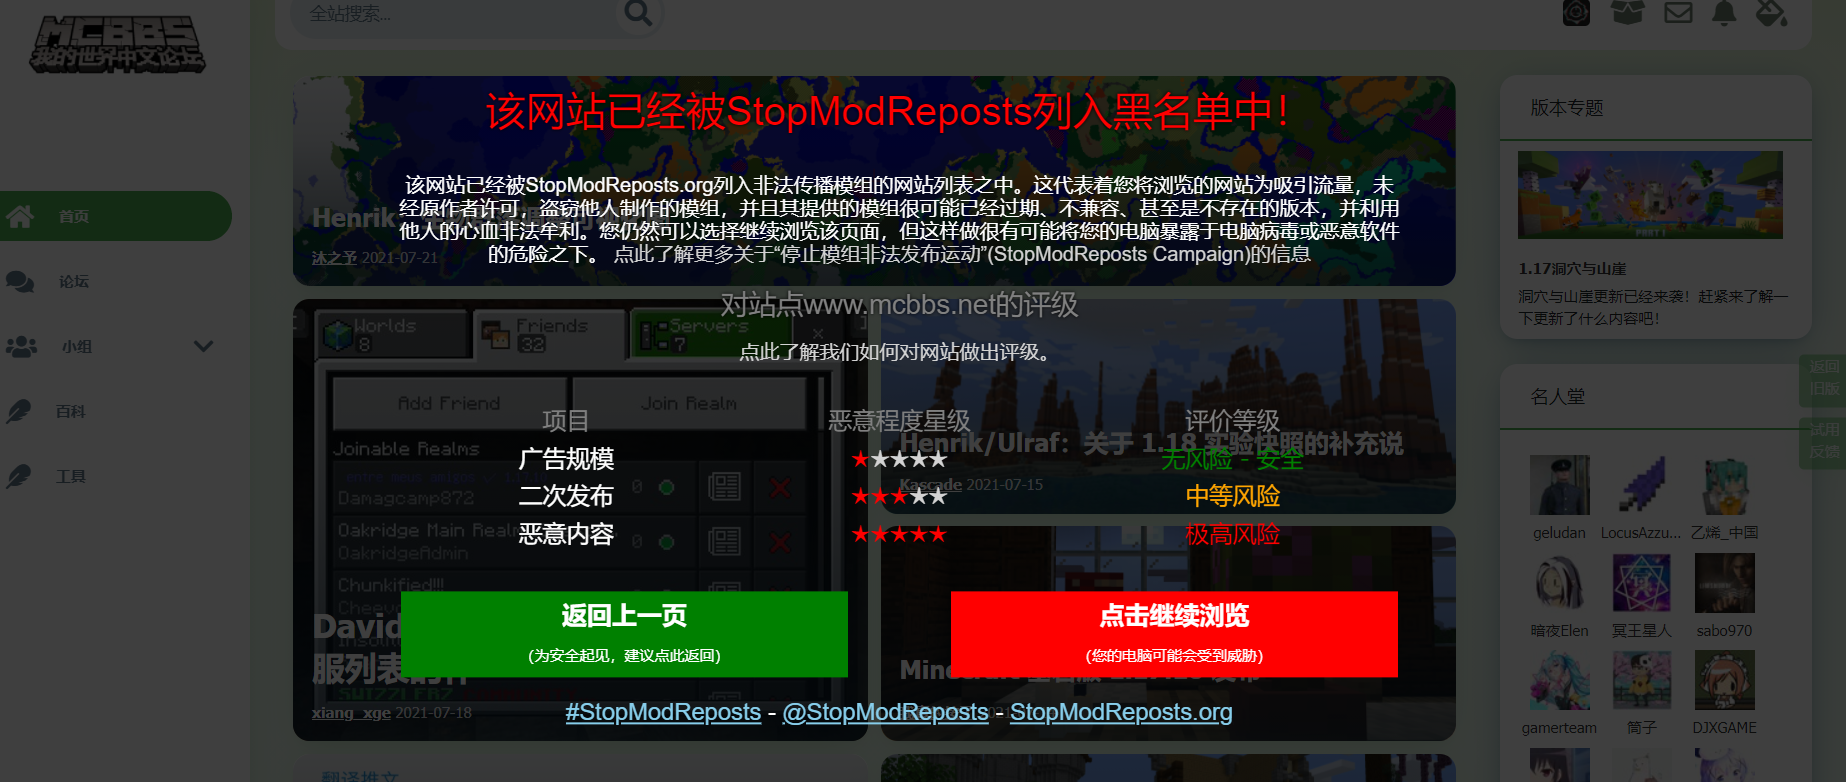 MCBBS
我的世界中文论坛
全站搜索...
首页
论坛
小组
百科
工具
该网站已经被StopModReposts列入黑名单中！
该网站已经被StopModReposts.org列入非法传播模组的网站列表之中。这代表着您将浏览的网站为吸引流量，未
经原作者许可，盗窃他人制作的模组，并且其提供的模组很可能已经过期、不兼容、甚至是不存在的版本，并利用
他人的心血非法牟利。您仍然可以选择继续浏览该页面，但这样做很有可能将您的电脑暴露于电脑病毒或恶意软件
的危险之下。 点此了解更多关于“停止模组非法发布运动”(StopModReposts Campaign)的信息
Henrik
沐之予 2021-07-21
对站点www.mcbbs.net的评级
点此了解我们如何对网站做出评级。
项目 恶意程度星级 评价等级
广告规模 ★★★★★ 无风险 - 安全
二次发布 ★★★★★ 中等风险
恶意内容 ★★★★★ 极高风险
Worlds
8
Friends
32
Servers
7
Add Friend
Join Realm
Joinable Realms
Damagcamp872
0
Oakridge Main Realm
OakridgeAdmin
0
Chunkified!!!
Henrik/Ulraf：关于 1.18 实验快照的补充说
Kascade 2021-07-15
返回上一页
(为安全起见，建议点此返回)
点击继续浏览
(您的电脑可能会受到威胁)
David
服列表的
xiang_xge 2021-07-18
#StopModReposts - @StopModReposts - StopModReposts.org
翻译推文
版本专题
PART 1
1.17洞穴与山崖
洞穴与山崖更新已经来袭！赶紧来了解一
下更新了什么内容吧！
名人堂
geludan LocusAzzu... 乙烯_中国
暗夜Elen 冥王星人 sabo970
gamerteam 筒子 DJXGAME
返回
旧版
试用
反馈